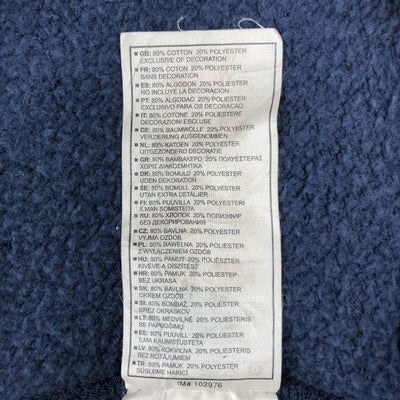 GB: 80% COTTON 20% POLYESTER
EXCLUSIVE OF DECORATION
FR: 80% COTON 20% POLYESTER
SANS DECORATION
ES: 80% ALGODON 20% POLIESTER
NO INCLUYE LA DECORACION
PT: 80% ALGODAO 20% POLIESTER
EXCLUSIVO PARA OS DECORACAO
IT: 80% COTONE 20% POLIESTERE
DECORAZIONI ESCLUSE
DE: 80% BAUMWOLLE 20% POLYESTER
VERZIERUNG AUSGENOMMEN
NL: 80% KATOEN 20% POLYESTER
UITGEZONDERD DECORATIE
GR: 80% ΒΑΜΒΑΚΕΡΟ 20% ΠΟΛΥΕΣΤΕΡΑΣ
ΧΩΡΙΣ ΔΙΑΚΟΣΜΗΤΙΚΑ
DK: 80% BOMULD 20% POLYESTER
UDEN DEKORATION
SE: 80% BOMULL 20% POLYESTER
UTAN EXTRA DETALJER
FI: 80% PUUVILLA 20% POLYESTERI
ILMAN SOMISTEITA
RU: 80% ХЛОПОК 20% ПОЛИЭФИР
БЕЗ ДЕКОРИРОВАНИЯ
CZ: 80% BAVLNA 20% POLYESTER
VYJMA OZDOB
PL: 80% BAWEŁNA 20% POLYESTER
Z WYŁĄCZENIEM OZDÓB
HU: 80% PAMUT 20% POLIÉSZTER
KIVÉVE A DÍSZÍTÉST
HR: 80% PAMUK 20% POLIESTER
BEZ UKRASA
SK: 80% BAVLNA 20% POLYESTER
OKREM OZDÔB
SI: 80% BOMBAŽ 20% POLIESTER
BREZ OKRASKOV
LT: 80% MEDVILNĖ 20% POLIESTERIS
BE PAPUOŠIMŲ
EE: 80% PUUVILL 20% POLÜESTER
ILMA KAUNISTUSTETA
LV: 80% KOKVILNA 20% POLIESTERIS
BEZ ROTĀJUMIEM
TR: 80% PAMUK 20% POLYESTER
SÜSLEME HARİCİ
IM# 102976